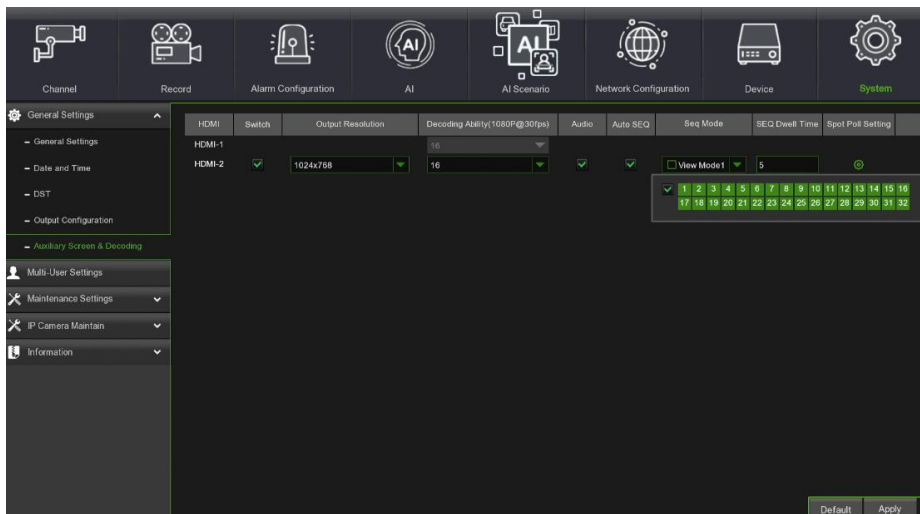 AI
AI
Channel Record Alarm Configuration AI AI Scenario Network Configuration Device System
General Settings
General Settings
Date and Time
DST
Output Configuration
Auxiliary Screen & Decoding
Multi-User Settings
Maintenance Settings
IP Camera Maintain
Information
HDMI Switch Output Resolution Decoding Ability(1080P@30fps) Audio Auto SEQ Seq Mode SEQ Dwell Time Spot Poll Setting
HDMI-1 16
HDMI-2 1024x768 16 View Mode1 5
1 2 3 4 5 6 7 8 9 10 11 12 13 14 15 16
17 18 19 20 21 22 23 24 25 26 27 28 29 30 31 32
Default Apply